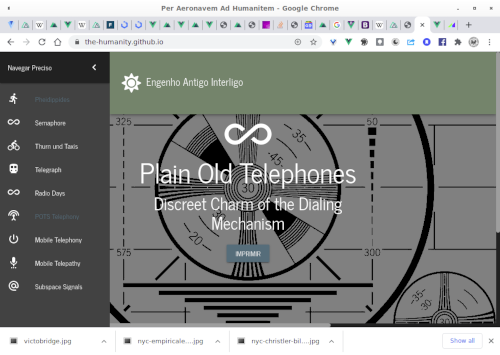 Per Aeronavem Ad Humanitem - Google Chrome
the-humanity.github.io
Navegar Preciso
Engenho Antigo Interligo
Semaphore
Thurn und Taxis
Telegraph
Radio Days
POTS Telephone
Mobile Telephony
Mobile Telepathy
Subspace Signals
325
50
35
45
30
Plain Old Telephones
Discreet Charm of the Dialing
Mechanism
20
575
300
IMPRIMIR
35
30
victobridge.jpg
nyc-empiricale....jpg
nyc-christler-bil....jpg
Show all